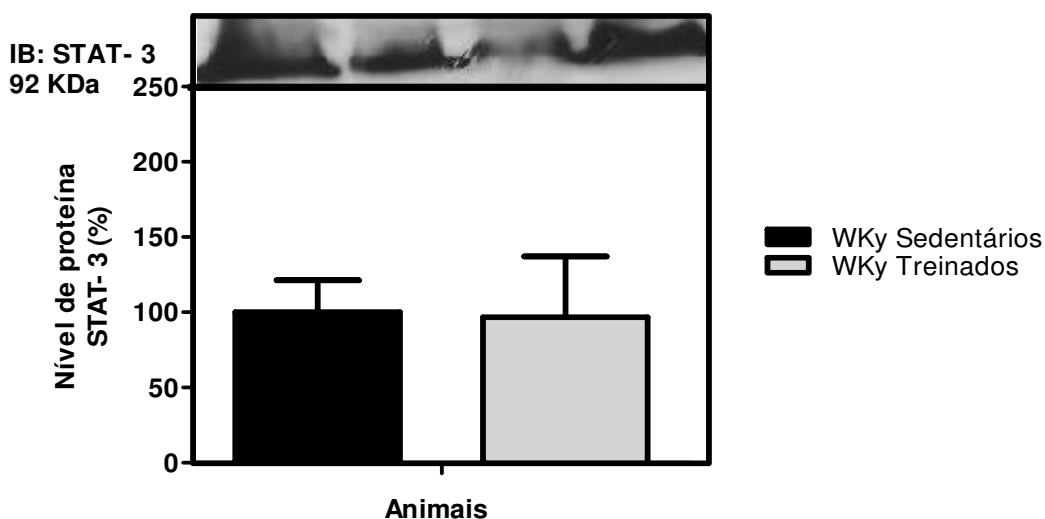 IB: STAT- 3
92 KDa
250
200
150
100
50
0
Nível de proteína
STAT- 3 (%)
Animais
WKy Sedentários
WKy Treinados